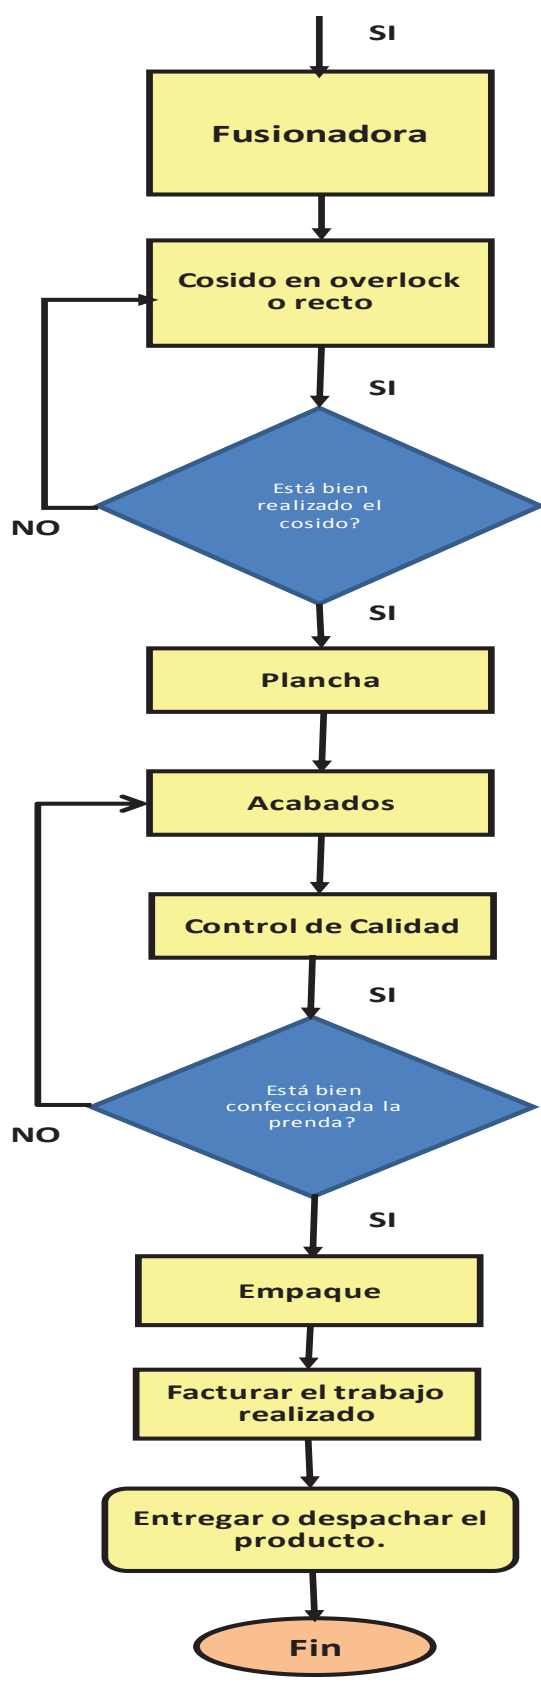 SI
Fusionadora
Cosido en overlock
o recto
SI
Está bien
realizado el
cosido?
NO
SI
Plancha
Acabados
Control de Calidad
SI
Está bien
confeccionada la
prenda?
NO
SI
Empaque
Facturar el trabajo
realizado
Entregar o despachar el
producto.
Fin